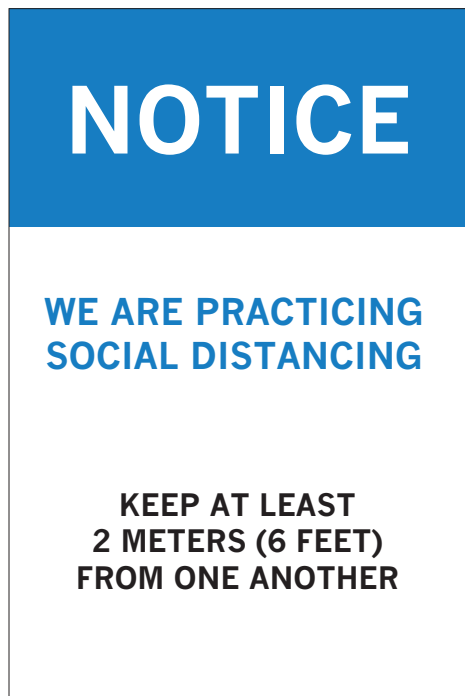 NOTICE
WE ARE PRACTICING
SOCIAL DISTANCING
KEEP AT LEAST
2 METERS (6 FEET)
FROM ONE ANOTHER